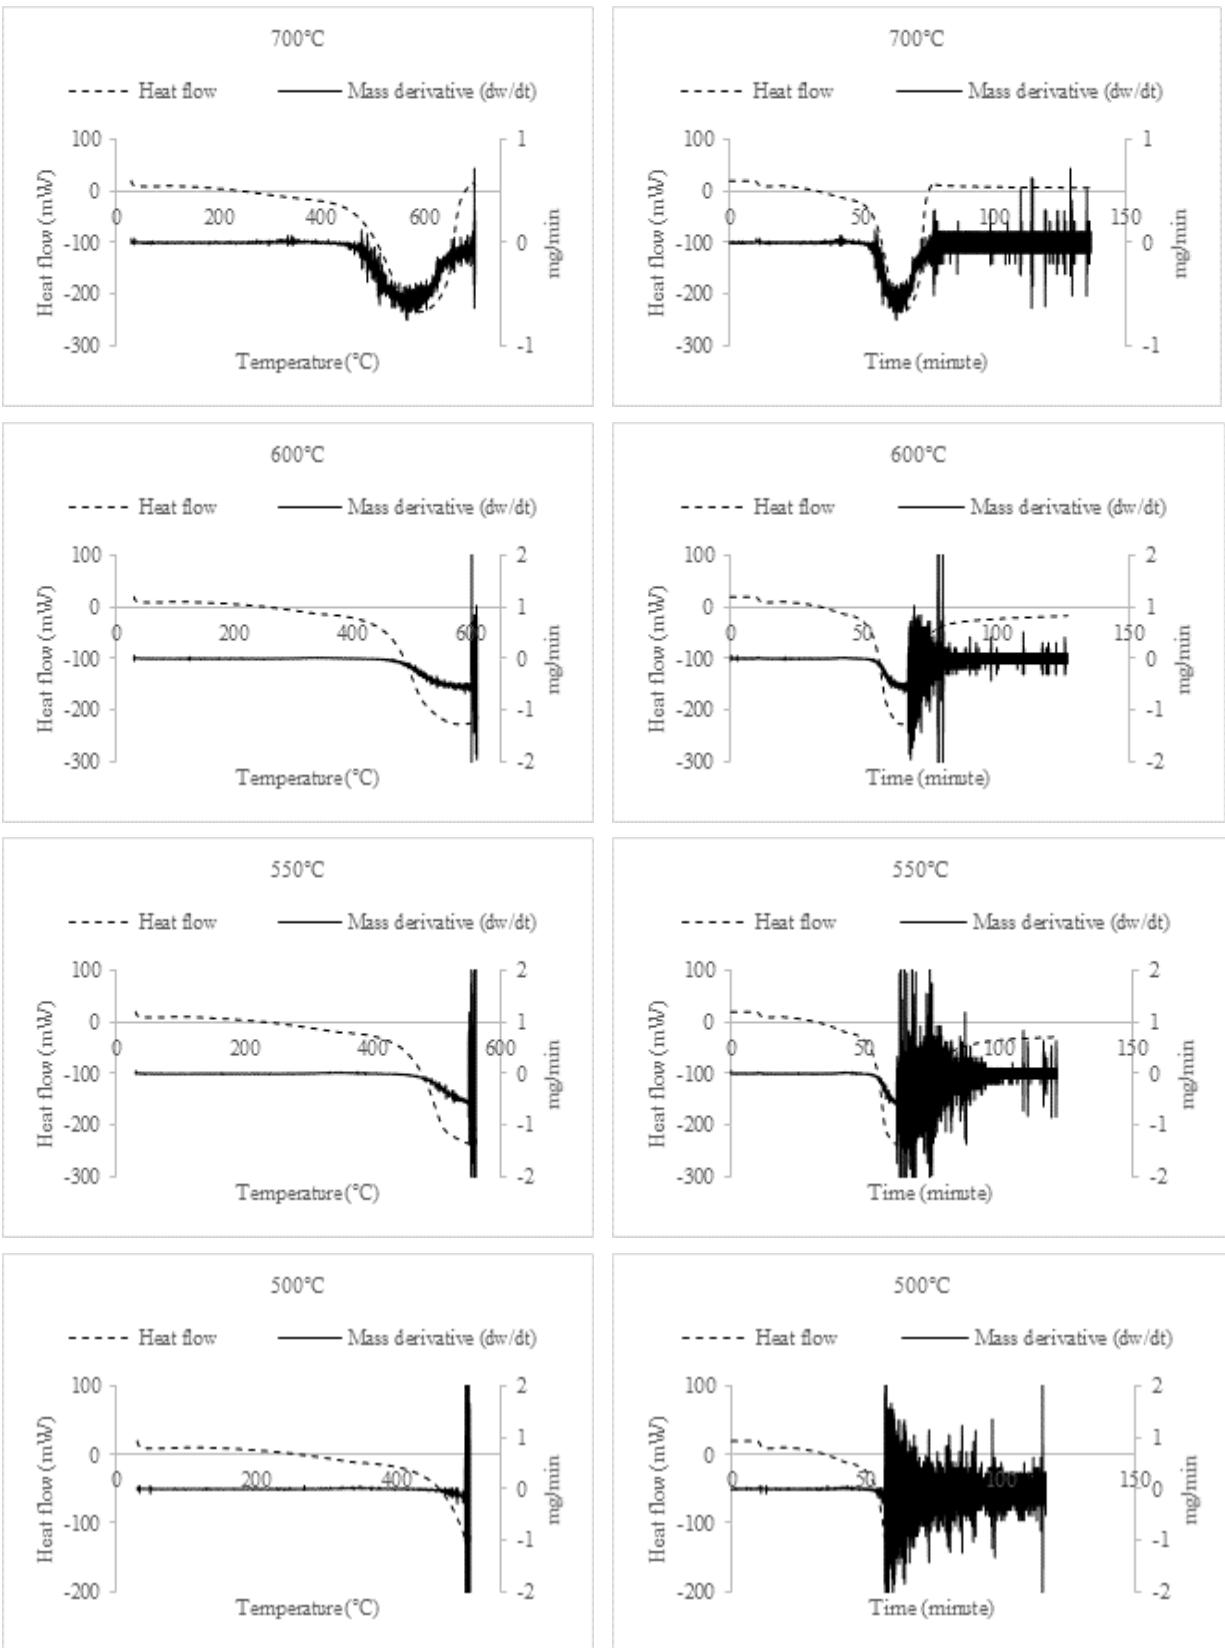 700°C
Heat flow
Mass derivative (dw/dt)
Heat flow (mW)
100
0
-100
-200
-300
0
200
400
600
1
0
-1
mg/min
Temperature (°C)
700°C
Heat flow
Mass derivative (dw/dt)
Heat flow (mW)
100
0
-100
-200
-300
0
50
100
150
1
0
-1
mg/min
Time (minute)
600°C
Heat flow
Mass derivative (dw/dt)
Heat flow (mW)
100
0
-100
-200
-300
0
200
400
600
2
1
0
-1
-2
mg/min
Temperature (°C)
600°C
Heat flow
Mass derivative (dw/dt)
Heat flow (mW)
100
0
-100
-200
-300
0
50
100
150
2
1
0
-1
-2
mg/min
Time (minute)
550°C
Heat flow
Mass derivative (dw/dt)
Heat flow (mW)
100
0
-100
-200
-300
0
200
400
600
2
1
0
-1
-2
mg/min
Temperature (°C)
550°C
Heat flow
Mass derivative (dw/dt)
Heat flow (mW)
100
0
-100
-200
-300
0
50
100
150
2
1
0
-1
-2
mg/min
Time (minute)
500°C
Heat flow
Mass derivative (dw/dt)
Heat flow (mW)
100
0
-100
-200
0
200
400
2
1
0
-1
-2
mg/min
Temperature (°C)
500°C
Heat flow
Mass derivative (dw/dt)
Heat flow (mW)
100
0
-100
-200
0
50
100
150
2
1
0
-1
-2
mg/min
Time (minute)